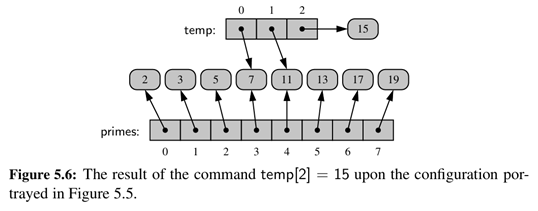 0 1 2
temp: 15
2 3 5 7 11 13 17 19
primes:
0 1 2 3 4 5 6 7
Figure 5.6: The result of the command temp[2] = 15 upon the configuration por-
trayed in Figure 5.5.